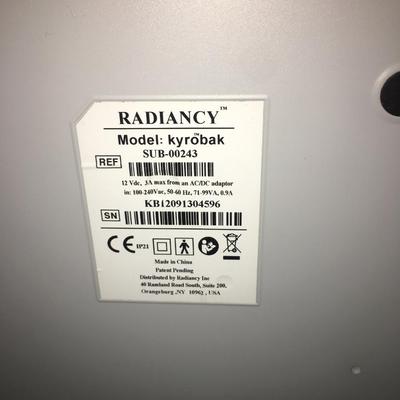 RADIANCY™
Model: kyrobak™
REF SUB-00243
12 Vdc, 3A max from an AC/DC adaptor
in: 100-240Vac, 50-60 Hz, 71-99VA, 0.9A
SN KB12091304596
CE IP21
Made in China
Patent Pending
Distributed by Radiancy Inc
40 Ramland Road South, Suite 200,
Orangeburg ,NY 10962 , USA